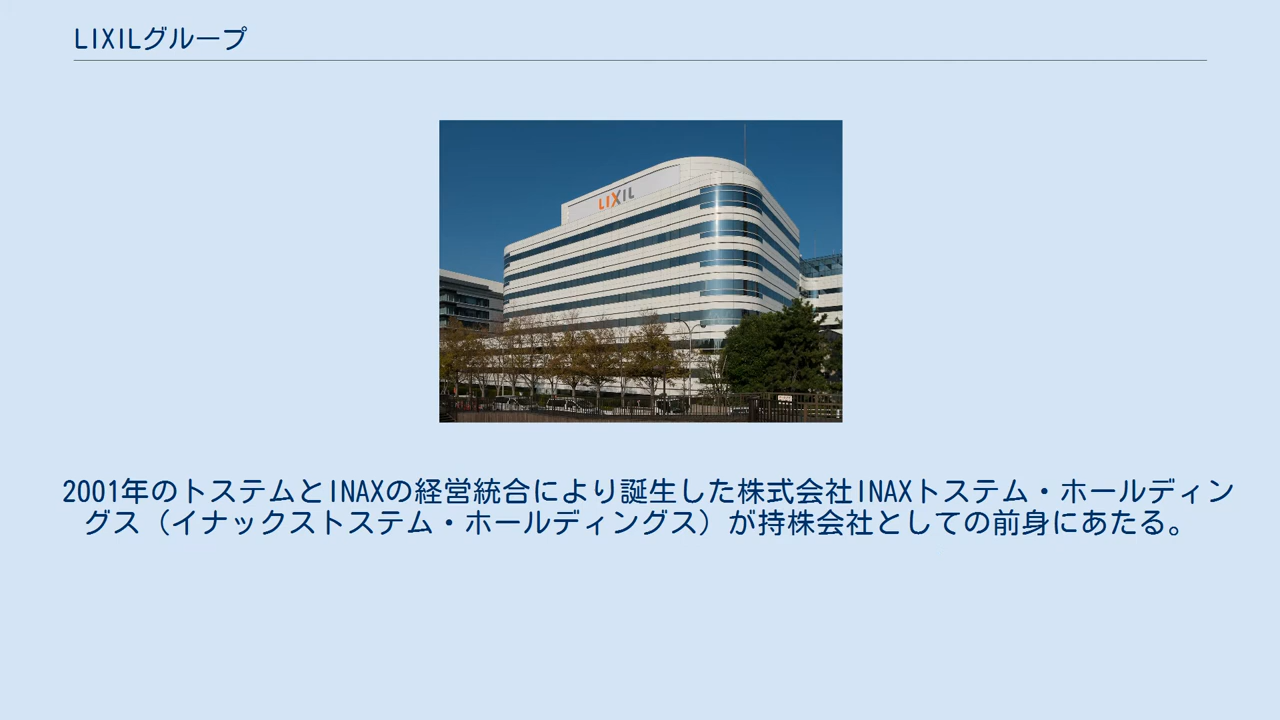 LIXILグループ
LIXIL
2001年のトステムとINAXの経営統合により誕生した株式会社INAXトステム・ホールディン
グス（イナックストステム・ホールディングス）が持株会社としての前身にあたる。